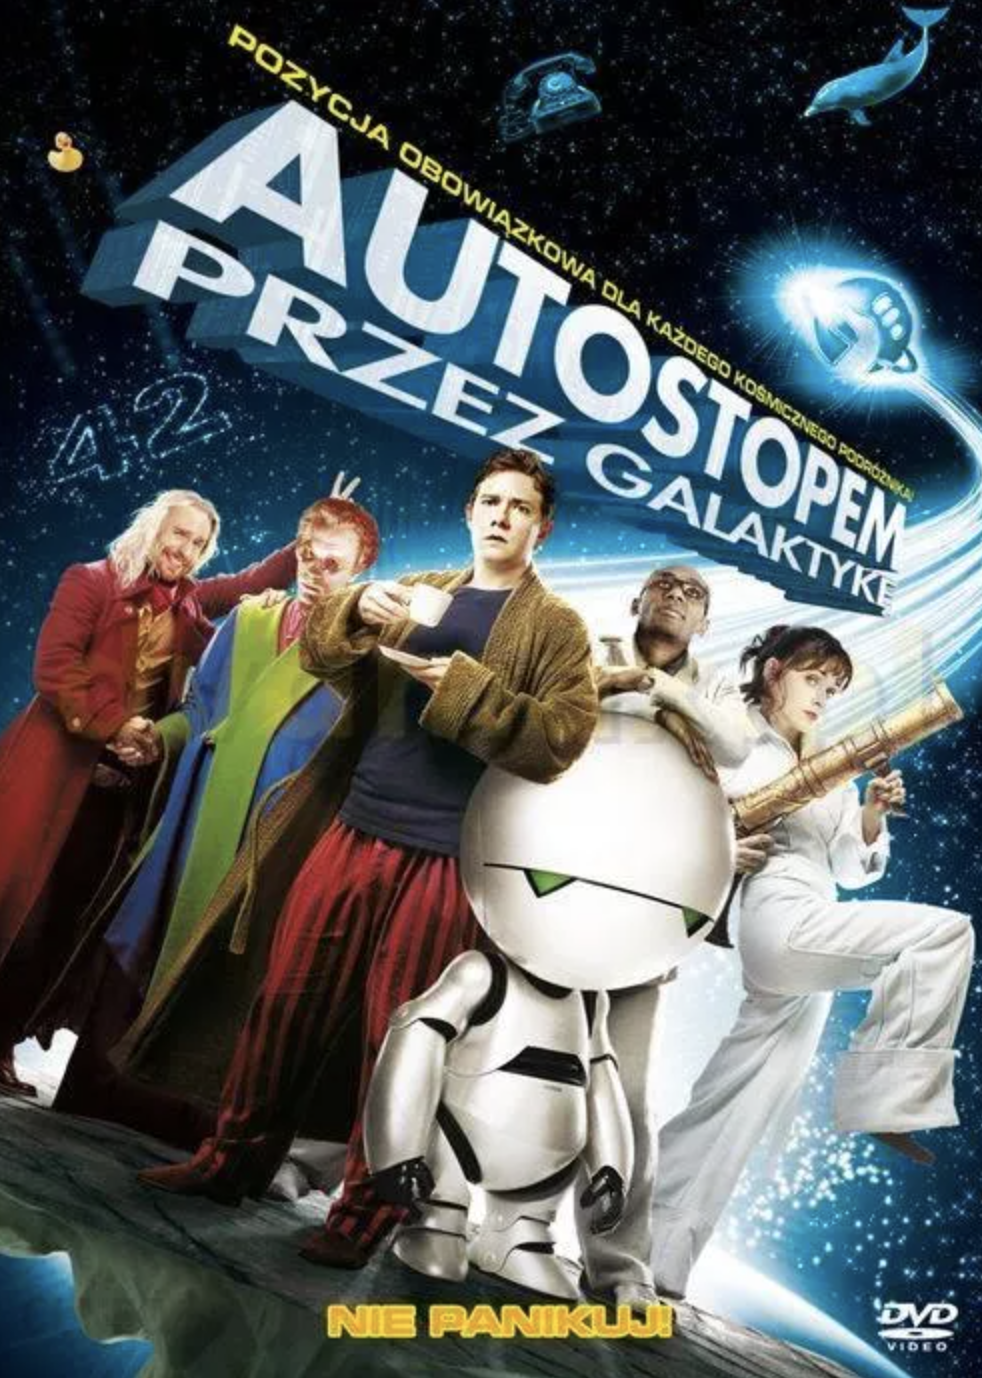 POZYCJA OBOWIĄZKOWA DLA KAŻDEGO KOSMICZNEGO PODRÓŻNIKA!
AUTOSTOPEM
PRZEZ GALAKTYKĘ
42
NIE PANIKUJ!
DVD
VIDEO